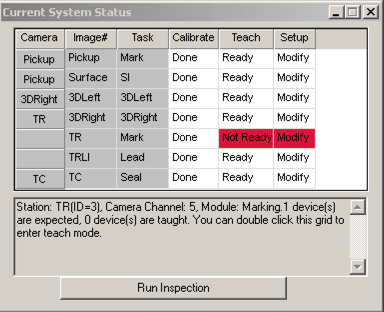 Current System Status
Camera Image# Task Calibrate Teach Setup
Pickup Pickup Mark Done Ready Modify
Pickup Surface SI Done Ready Modify
3DRight 3DLeft 3DLeft Done Ready Modify
TR 3DRight 3DRight Done Ready Modify
TR Mark Done Not Ready Modify
TRLI Lead Done Ready Modify
TC TC Seal Done Ready Modify
Station: TR(ID=3), Camera Channel: 5, Module: Marking.1 device(s)
are expected, 0 device(s) are taught. You can double click this grid to
enter teach mode.
Run Inspection